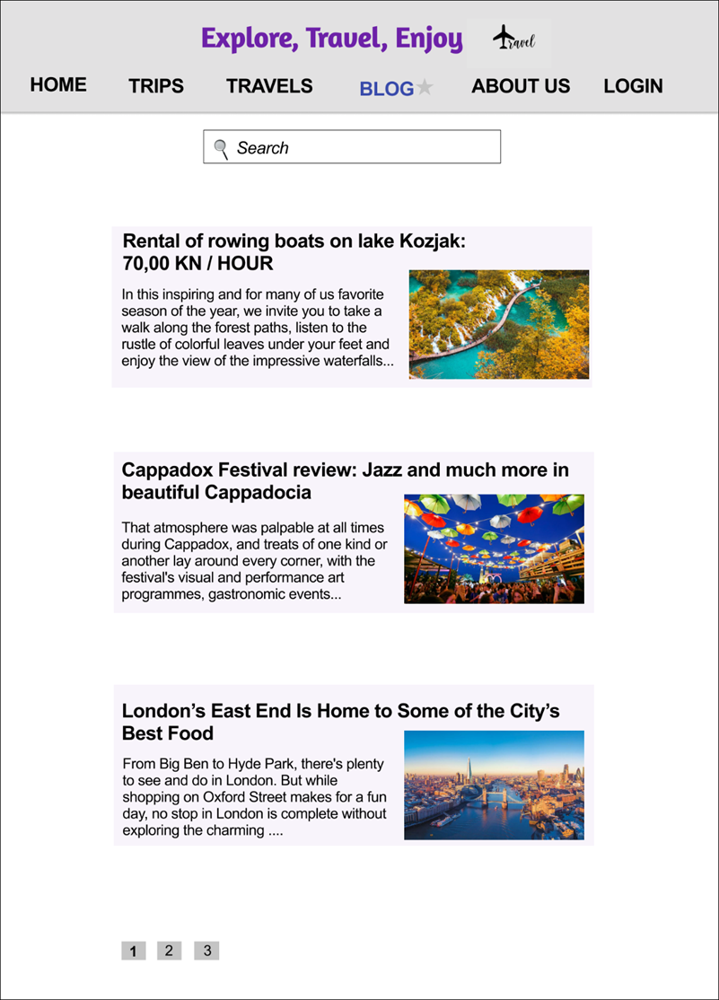 Explore, Travel, Enjoy
Travel
HOME TRIPS TRAVELS BLOG ABOUT US LOGIN
Search
Rental of rowing boats on lake Kozjak:
70,00 KN / HOUR
In this inspiring and for many of us favorite
season of the year, we invite you to take a
walk along the forest paths, listen to the
rustle of colorful leaves under your feet and
enjoy the view of the impressive waterfalls...
Cappadox Festival review: Jazz and much more in
beautiful Cappadocia
That atmosphere was palpable at all times
during Cappadox, and treats of one kind or
another lay around every corner, with the
festival's visual and performance art
programmes, gastronomic events...
London’s East End Is Home to Some of the City’s
Best Food
From Big Ben to Hyde Park, there's plenty
to see and do in London. But while
shopping on Oxford Street makes for a fun
day, no stop in London is complete without
exploring the charming ....
1 2 3